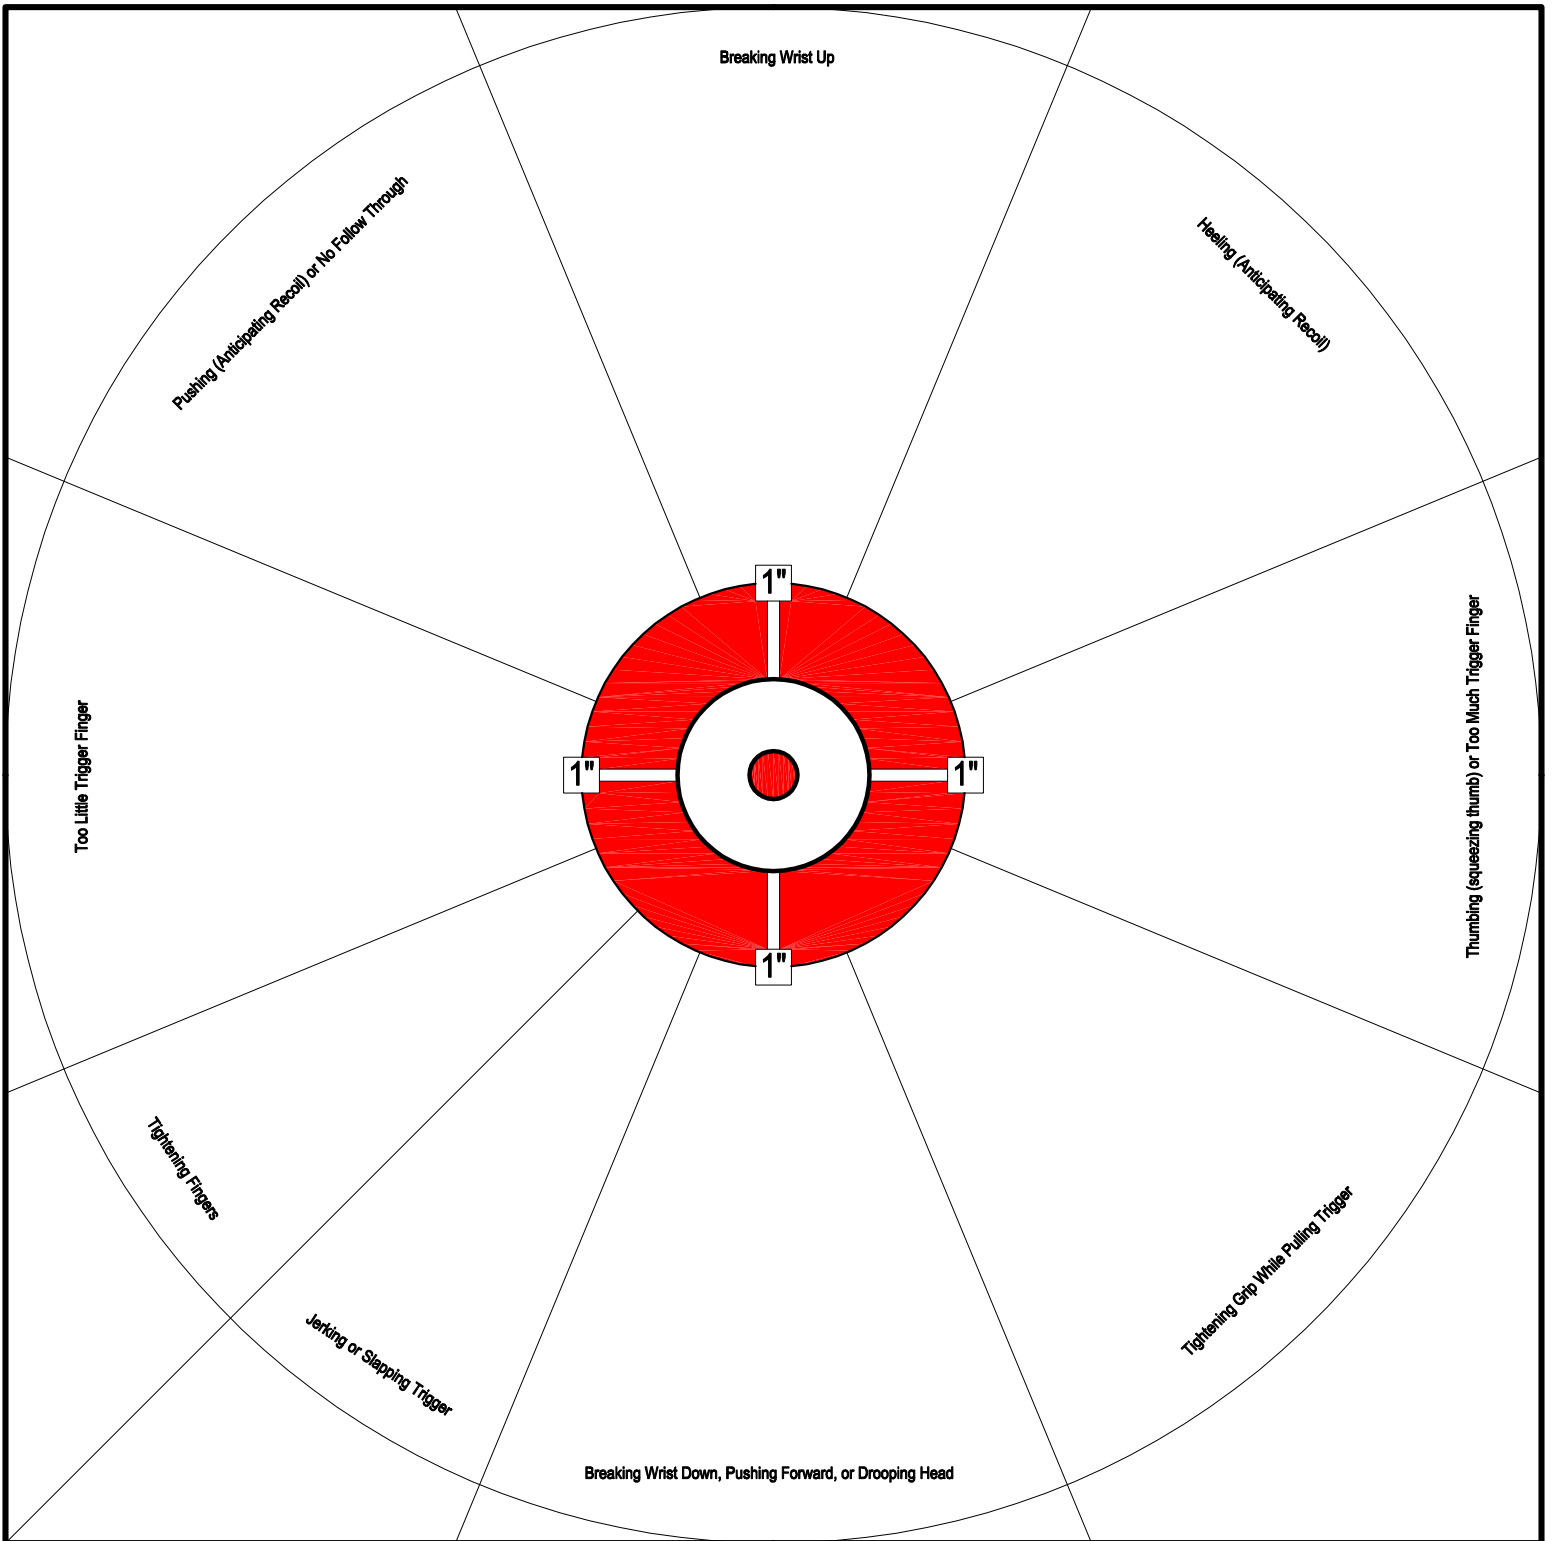 Breaking Wrist Up
Pushing (Anticipating Recoil) or No Follow Through
Heeling (Anticipating Recoil)
1"
Too Little Trigger Finger
1"
1"
Thumbing (squeezing thumb) or Too Much Trigger Finger
1"
Tightening Fingers
Tightening Grip While Pulling Trigger
Jerking or Slapping Trigger
Breaking Wrist Down, Pushing Forward, or Drooping Head